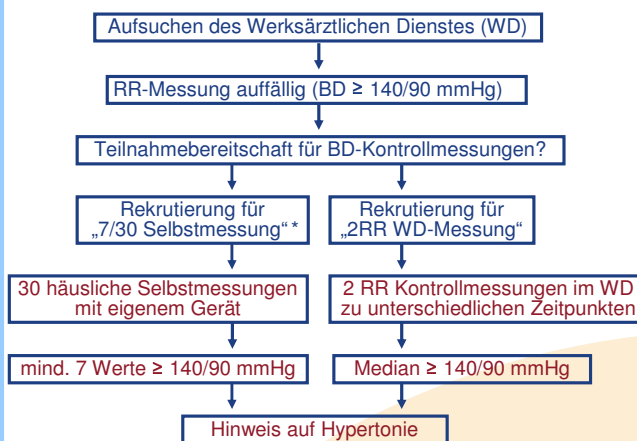 Aufsuchen des Werksärztlichen Dienstes (WD)
RR-Messung auffällig (BD ≥ 140/90 mmHg)
Teilnahmebereitschaft für BD-Kontrollmessungen?
Rekrutierung für
„7/30 Selbstmessung“ *
Rekrutierung für
„2RR WD-Messung“
30 häusliche Selbstmessungen
mit eigenem Gerät
2 RR Kontrollmessungen im WD
zu unterschiedlichen Zeitpunkten
mind. 7 Werte ≥ 140/90 mmHg
Median ≥ 140/90 mmHg
Hinweis auf Hypertonie